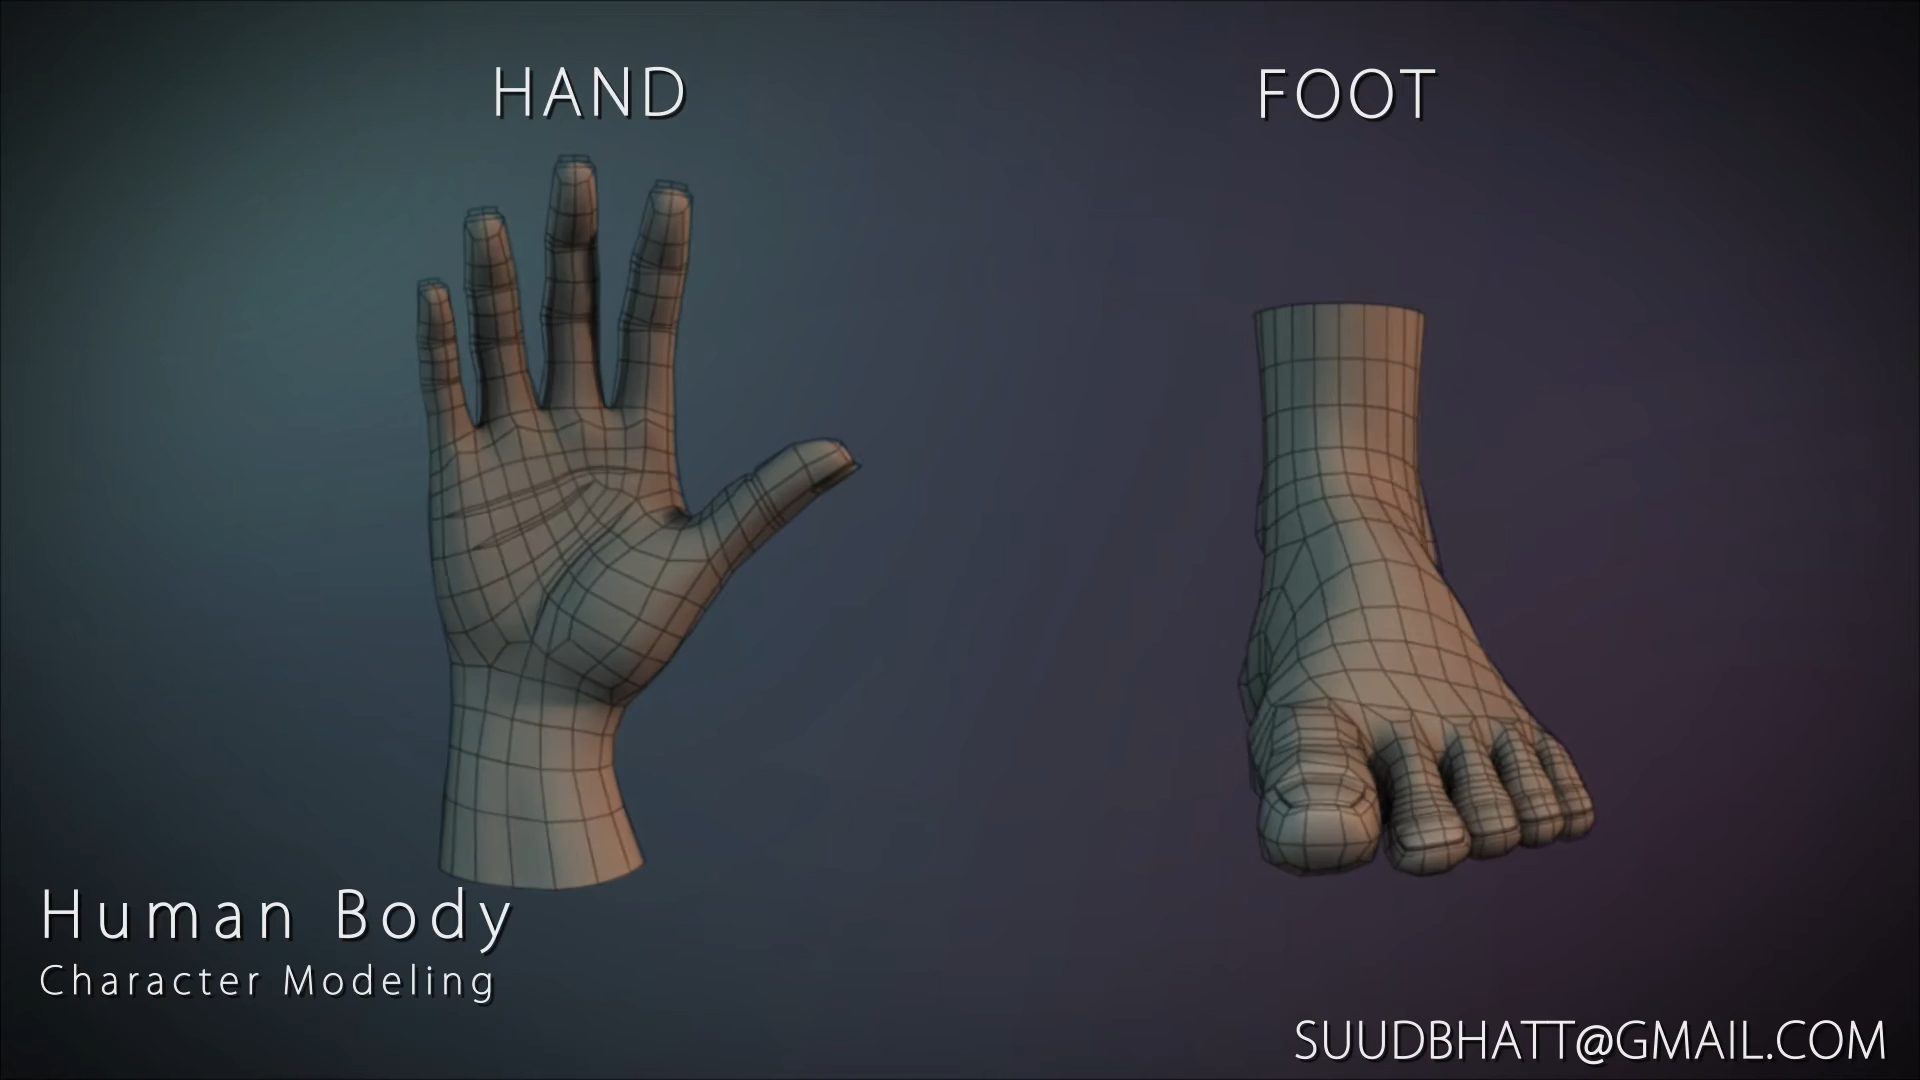 HAND
FOOT
Human Body
Character Modeling
SUUDBHATT@GMAIL.COM